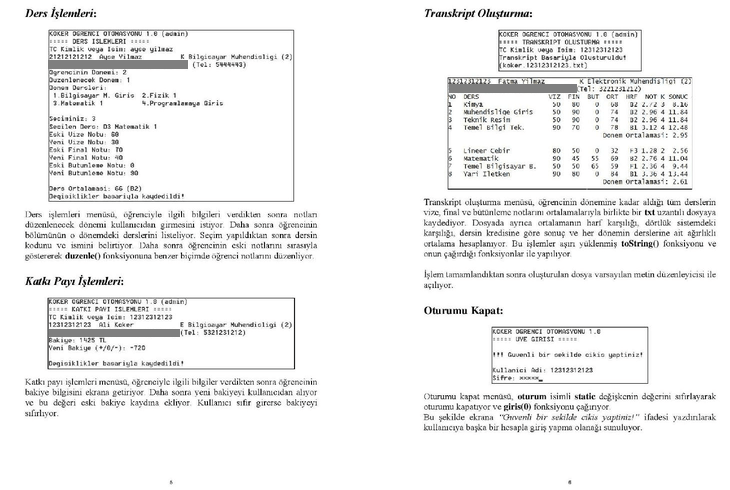 Ders İşlemleri:
KOKER OGRENCI OTOMASYONU 1.0 (admin)
===== DERS ISLEMLERI =====
TC Kimlik veya Isim: ayse yilmaz
21212121212 Ayse Yilmaz K Bilgisayar Muhendisligi (2)
(Tel: 5444443)
Ogrencinin Donemi: 2
Duzenlenecek Donem: 1
Donem Dersleri:
1.Bilgisayar M. Giris 2.Fizik 1
3.Matematik 1 4.Programlamaya Giris
Seciminiz: 3
Secilen Ders: 03 Matematik 1
Eski Vize Notu: 60
Yeni Vize Notu: 30
Eski Final Notu: 70
Yeni Final Notu: 40
Eski Butunleme Notu: 0
Yeni Butunleme Notu: 90
Ders Ortalamasi: 66 (B2)
Degisiklikler basariyla kaydedildi!
Ders işlemleri menüsü, öğrenciyle ilgili bilgileri verdikten sonra notları
düzenlenecek dönemi kullanıcıdan girmesini istiyor. Daha sonra öğrencinin
bölümünün o dönemdeki derslerini listeliyor. Seçim yapıldıktan sonra dersin
kodunu ve ismini belirtiyor. Daha sonra öğrencinin eski notlarını sırasıyla
göstererek duzenle() fonksiyonuna benzer biçimde öğrenci notlarını düzenliyor.
Katkı Payı İşlemleri:
KOKER OGRENCI OTOMASYONU 1.0 (admin)
===== KATKI PAYI ISLEMLERI =====
TC Kimlik veya Isim: 12312312123
12312312123 Ali Koker E Bilgisayar Muhendisligi (2)
(Tel: 5321231212)
Bakiye: 1425 TL
Yeni Bakiye (+/0/-): -720
Degisiklikler basariyla kaydedildi!
Katkı payı işlemleri menüsü, öğrenciyle ilgili bilgiler verdikten sonra öğrencinin
bakiye bilgisini ekrana getiriyor. Daha sonra yeni bakiyeyi kullanıcıdan alıyor
ve bu değeri eski bakiye kaydına ekliyor. Kullanıcı sıfır girerse bakiyeyi
sıfırlıyor.
6
Transkript Oluşturma:
KOKER OGRENCI OTOMASYONU 1.0 (admin)
===== TRANSKRIPT OLUSTURMA =====
TC Kimlik veya Isim: 12312312123
Transkript Basariyla Olusturuldu!
(koker.12312312123.txt)
12312312123 Fatma Yilmaz K Elektronik Muhendisligi (2)
(Tel: 3221231212)
NO DERS VIZ FIN BUT ORT HRF NOT K SONUC
1 Kimya 50 80 0 68 B2 2.72 3 8.16
2 Muhendislige Giris 50 90 0 74 B2 2.96 4 11.84
3 Teknik Resim 50 90 0 74 B2 2.96 4 11.84
4 Temel Bilgi Tek. 90 70 0 78 B1 3.12 4 12.48
Donem Ortalamasi: 2.95
5 Lineer Cebir 80 50 0 32 F3 1.28 2 2.56
6 Matematik 90 45 55 69 B2 2.76 4 11.04
7 Temel Bilgisayar B. 50 50 65 59 F1 2.36 4 9.44
8 Yari Iletken 90 80 0 84 B1 3.36 4 13.44
Donem Ortalamasi: 2.61
Transkript oluşturma menüsü, öğrencinin dönemine kadar aldığı tüm derslerin
vize, final ve bütünleme notlarını ortalamalarıyla birlikte bir txt uzantılı dosyaya
kaydediyor. Dosyada ayrıca ortalamanın harf karşılığı, dörtlük sistemdeki
karşılığı, dersin kredisine göre sonuç ve her dönemin derslerine ait ağırlıklı
ortalama hesaplanıyor. Bu işlemler aşırı yüklenmiş toString() fonksiyonu ve
onun çağırdığı fonksiyonlar ile yapılıyor.
İşlem tamamlandıktan sonra oluşturulan dosya varsayılan metin düzenleyicisi ile
açılıyor.
Oturumu Kapat:
KOKER OGRENCI OTOMASYONU 1.0
===== UYE GIRISI =====
!!! Guvenli bir sekilde cikis yaptiniz!
Kullanici Adi: 12312312123
Sifre: *****_
Oturumu kapat menüsü, oturum isimli static değişkenin değerini sıfırlayarak
oturumu kapatıyor ve giris(0) fonksiyonu çağırıyor.
Bu şekilde ekrana "Guvenli bir sekilde cikis yaptiniz!" ifadesi yazdırılarak
kullanıcıya başka bir hesapla giriş yapma olanağı sunuluyor.
8